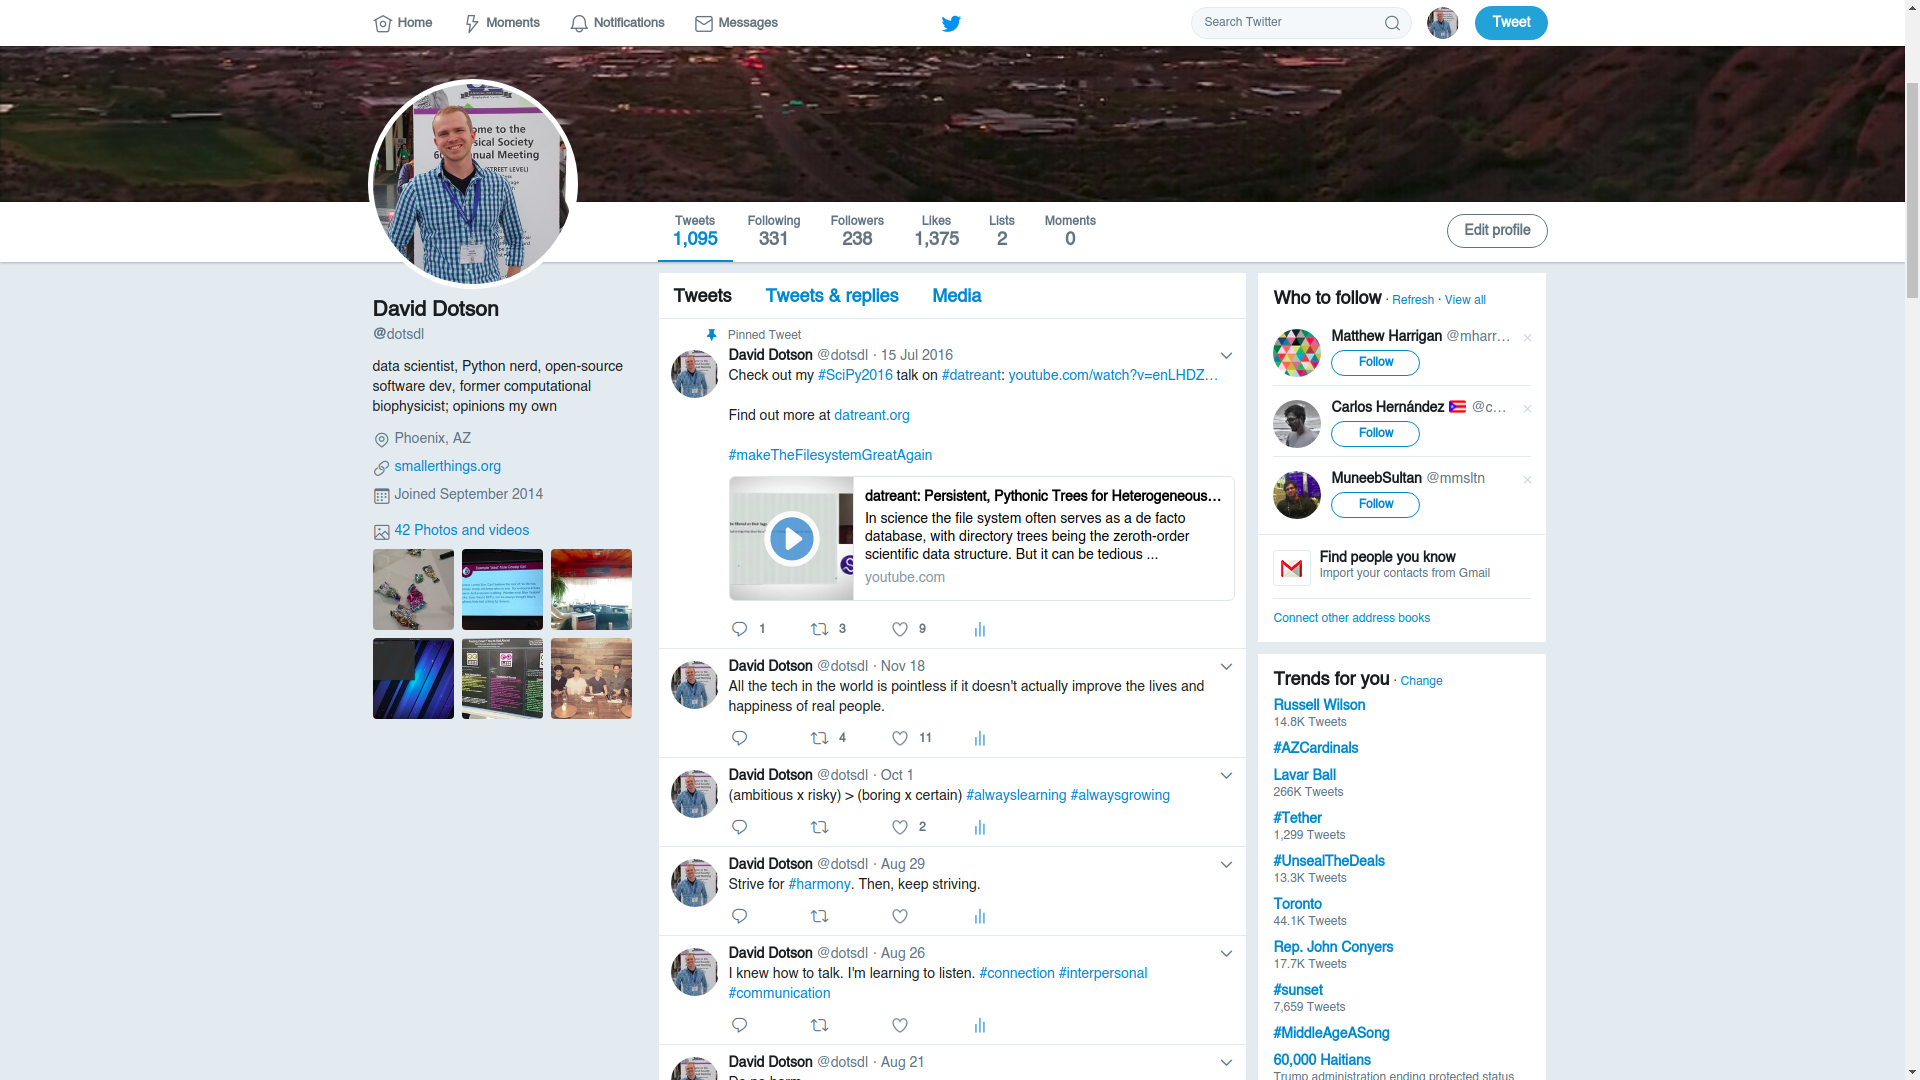 Home
Moments
Notifications
Messages
Search Twitter
Tweet
ome to the
sical Society
nual Meeting
(STREET LEVEL)
Tweets
1,095
Following
331
Followers
238
Likes
1,375
Lists
2
Moments
0
Edit profile
David Dotson
@dotsdl
data scientist, Python nerd, open-source
software dev, former computational
biophysicist; opinions my own
Phoenix, AZ
smallerthings.org
Joined September 2014
42 Photos and videos
Tweets
Tweets & replies
Media
Pinned Tweet
David Dotson @dotsdl · 15 Jul 2016
Check out my #SciPy2016 talk on #datreant: youtube.com/watch?v=enLHDZ…
Find out more at datreant.org
#makeTheFilesystemGreatAgain
datreant: Persistent, Pythonic Trees for Heterogeneous…
In science the file system often serves as a de facto
database, with directory trees being the zeroth-order
scientific data structure. But it can be tedious ...
youtube.com
1
3
9
David Dotson @dotsdl · Nov 18
All the tech in the world is pointless if it doesn't actually improve the lives and
happiness of real people.
4
11
David Dotson @dotsdl · Oct 1
(ambitious x risky) > (boring x certain) #alwayslearning #alwaysgrowing
2
David Dotson @dotsdl · Aug 29
Strive for #harmony. Then, keep striving.
David Dotson @dotsdl · Aug 26
I knew how to talk. I'm learning to listen. #connection #interpersonal
#communication
David Dotson @dotsdl · Aug 21
Do no harm
Who to follow · Refresh · View all
Matthew Harrigan @mharr…
Follow
Carlos Hernández @c…
Follow
MuneebSultan @mmsltn
Follow
Find people you know
Import your contacts from Gmail
Connect other address books
Trends for you · Change
Russell Wilson
14.8K Tweets
#AZCardinals
Lavar Ball
266K Tweets
#Tether
1,299 Tweets
#UnsealTheDeals
13.3K Tweets
Toronto
44.1K Tweets
Rep. John Conyers
17.7K Tweets
#sunset
7,659 Tweets
#MiddleAgeASong
60,000 Haitians
Trump administration ending protected status